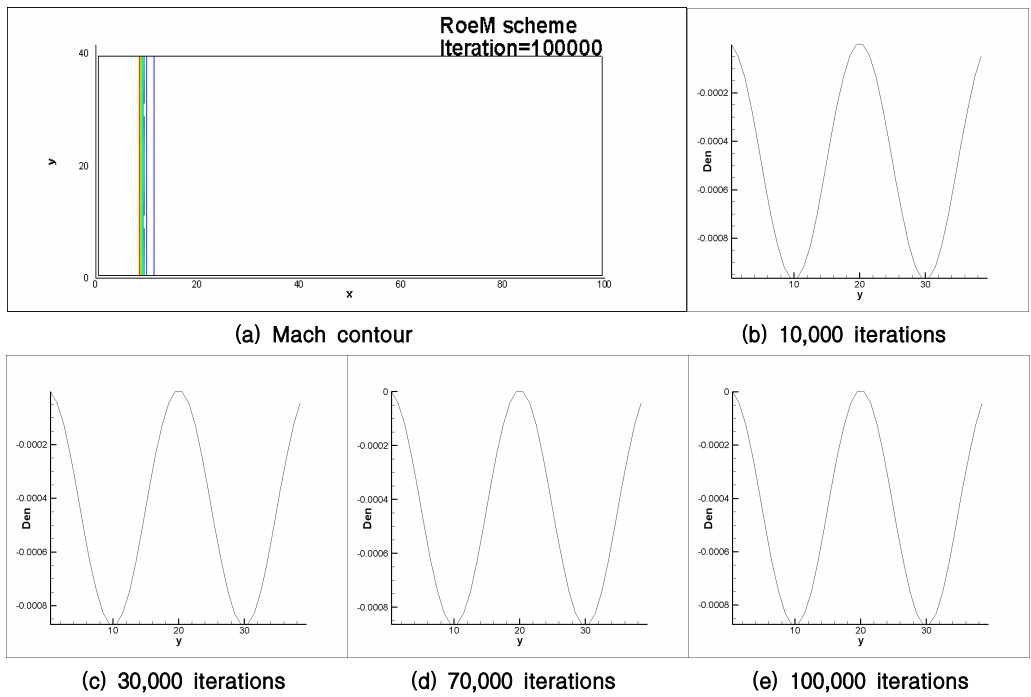 RoeM scheme
Iteration=100000
40
20
0
y
0
20
40
60
80
100
x
(a) Mach contour
-0.0002
-0.0004
-0.0006
-0.0008
Den
10
20
30
y
(b) 10,000 iterations
-0.0002
-0.0004
-0.0006
-0.0008
Den
10
20
30
y
(c) 30,000 iterations
0
-0.0002
-0.0004
-0.0006
-0.0008
Den
10
20
30
y
(d) 70,000 iterations
0
-0.0002
-0.0004
-0.0006
-0.0008
Den
10
20
30
y
(e) 100,000 iterations